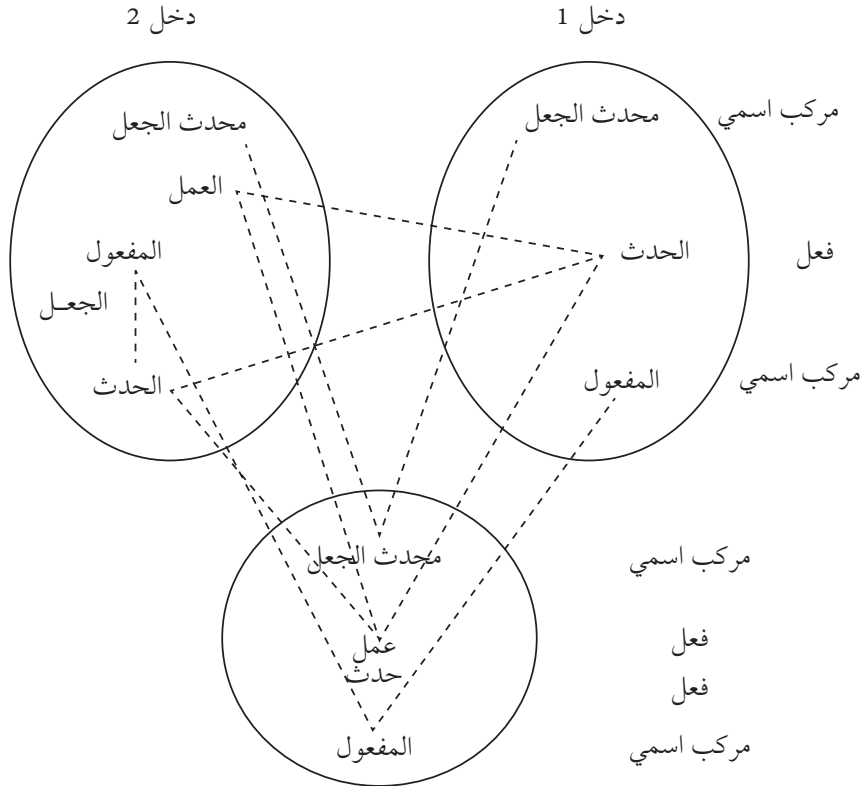 دخل 1
دخل 2
مركب اسمي
محدث الجعل
محدث الجعل
العمل
فعل
الحدث
المفعول
الجعـل
مركب اسمي
المفعول
الحدث
محدث الجعل
مركب اسمي
عمل
فعل
حدث
فعل
المفعول
مركب اسمي